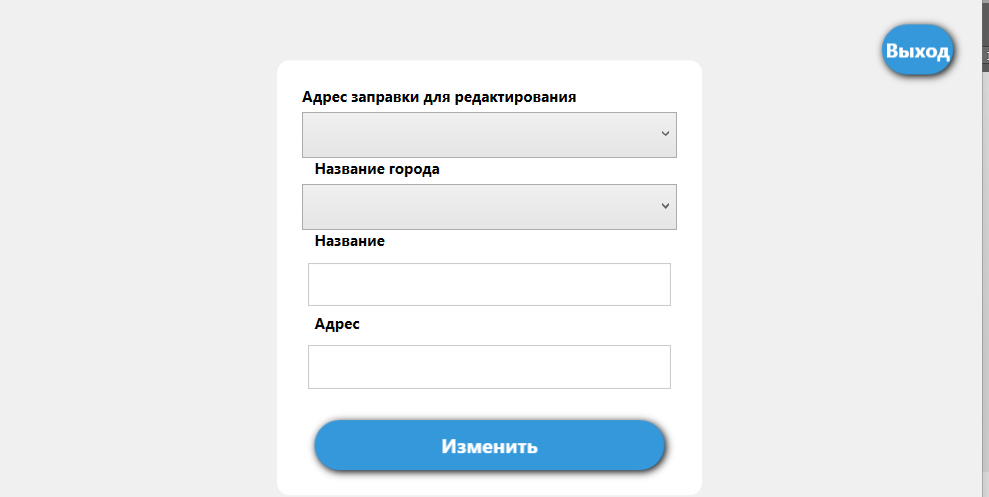 Выход
Адрес заправки для редактирования
Название города
Название
Адрес
Изменить